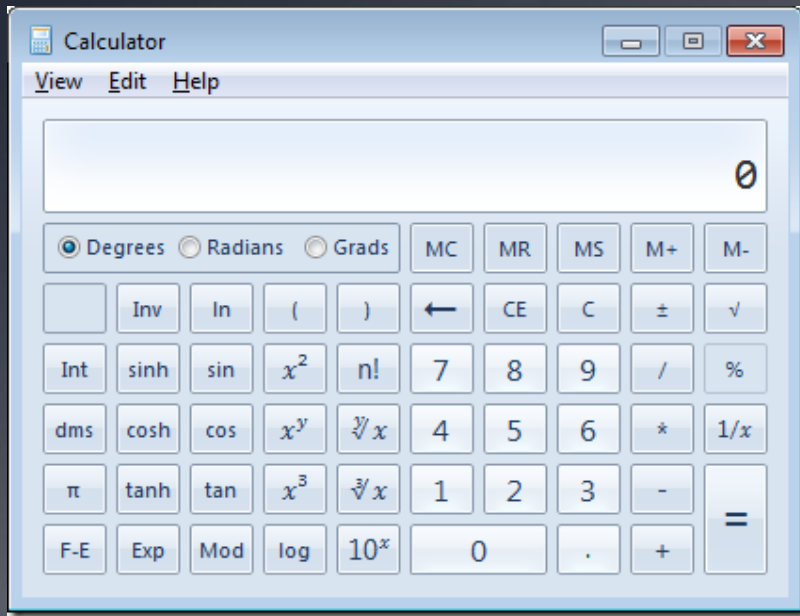 Calculator
View Edit Help
0
Degrees Radians Grads MC MR MS M+ M-
Inv ln ( ) ← CE C ± √
Int sinh sin x² n! 7 8 9 / %
dms cosh cos xʸ ʸ√x 4 5 6 * 1/x
π tanh tan x³ ³√x 1 2 3 - =
F-E Exp Mod log 10ˣ 0 . +